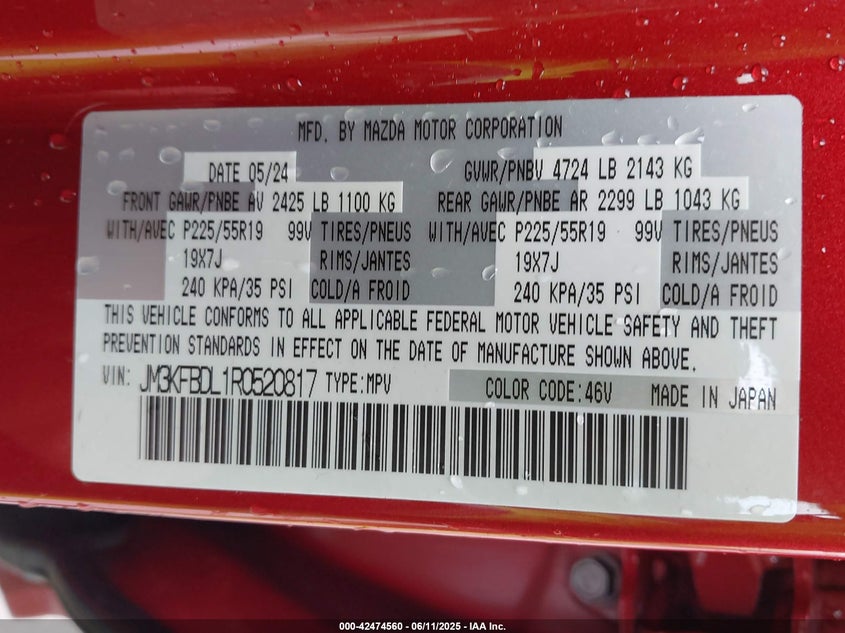 MFD. BY MAZDA MOTOR CORPORATION
DATE 05/24 GVWR/PNBV 4724 LB 2143 KG
FRONT GAWR/PNBE AV 2425 LB 1100 KG REAR GAWR/PNBE AR 2299 LB 1043 KG
WITH/AVEC P225/55R19 99V TIRES/PNEUS WITH/AVEC P225/55R19 99V TIRES/PNEUS
19X7J RIMS/JANTES 19X7J RIMS/JANTES
240 KPA/35 PSI COLD/A FROID 240 KPA/35 PSI COLD/A FROID
THIS VEHICLE CONFORMS TO ALL APPLICABLE FEDERAL MOTOR VEHICLE SAFETY AND THEFT
PREVENTION STANDARDS IN EFFECT ON THE DATE OF MANUFACTURE SHOWN ABOVE.
VIN: JM3KFBDL1R0520817 TYPE:MPV COLOR CODE:46V MADE IN JAPAN
000-42474560 - 06/11/2025 - IAA Inc.